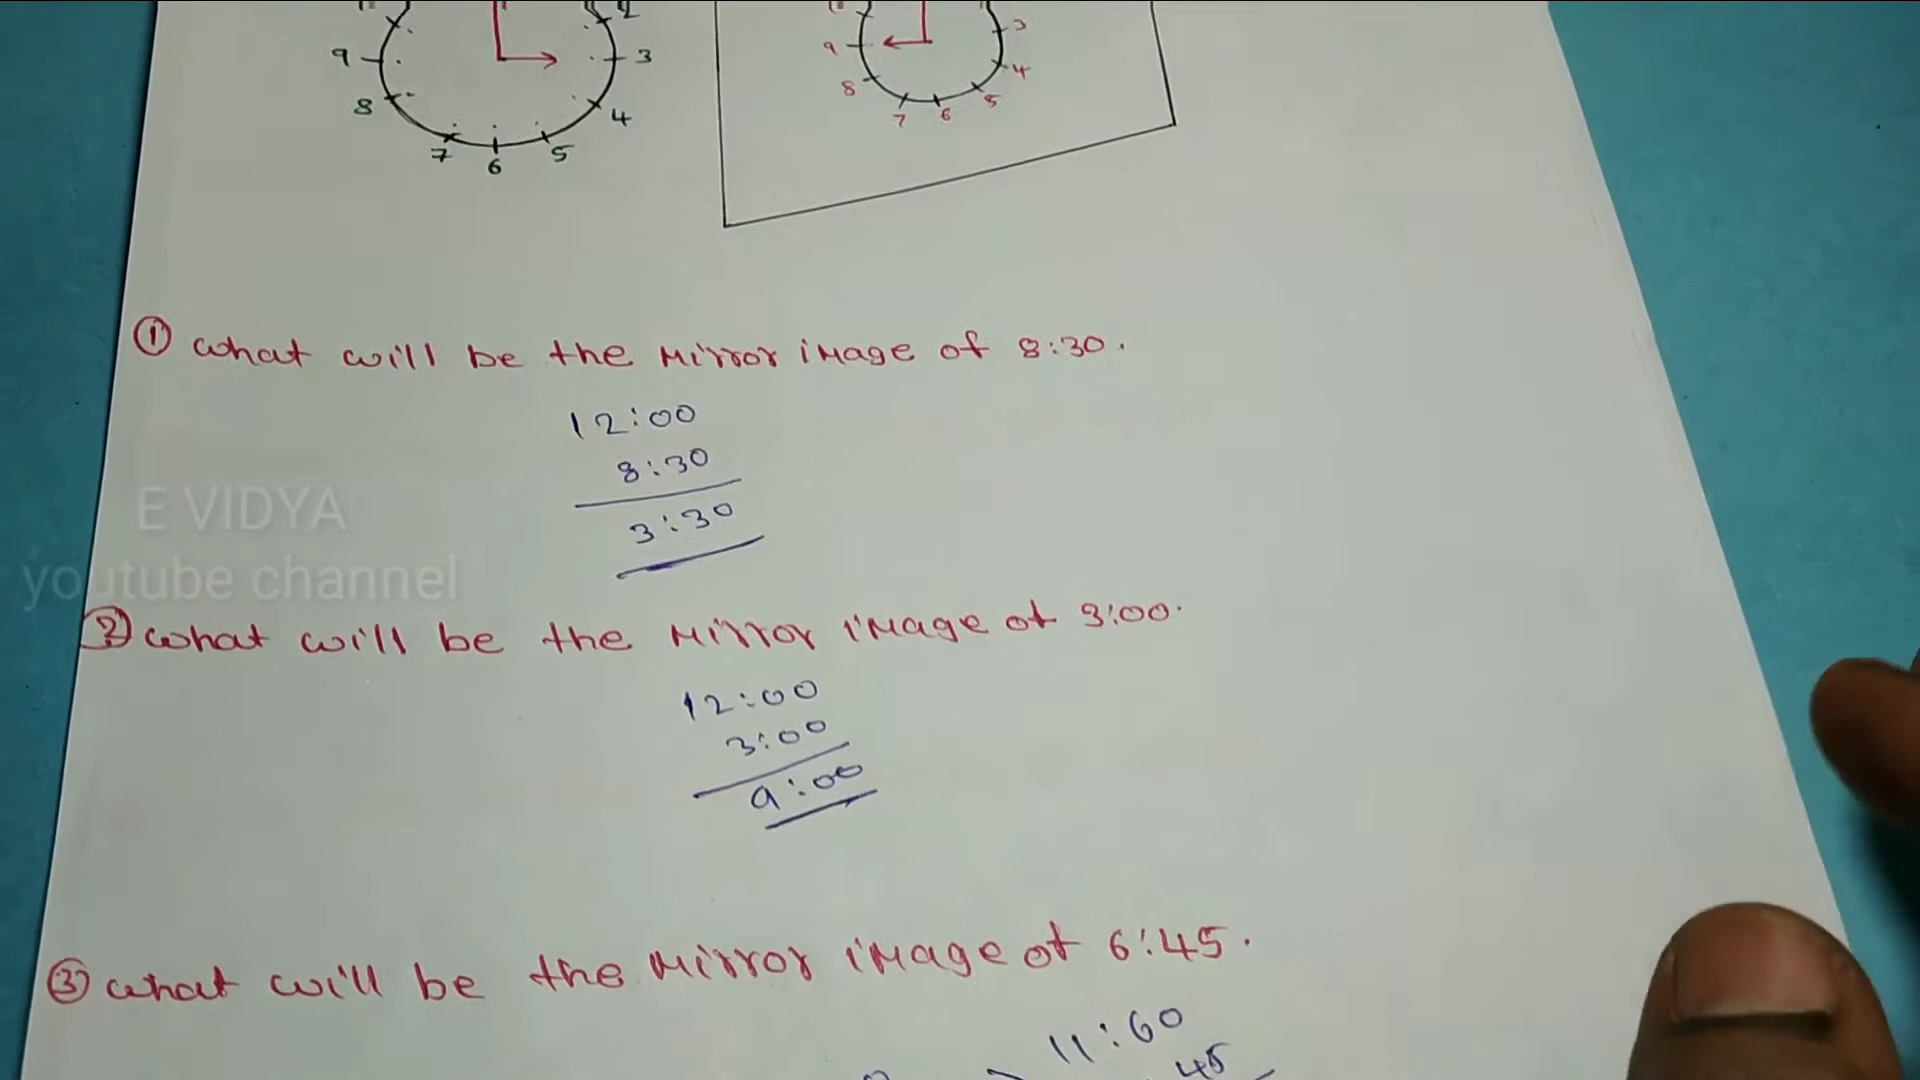 9 3
8 4
7 6 5
9 3
8 4
7 6 5
① what will be the mirror image of 8:30.
12:00
8:30
3:30
E VIDYA
youtube channel
② what will be the mirror image of 3:00.
12:00
3:00
9:00
③ what will be the mirror image of 6:45.
11:60
45